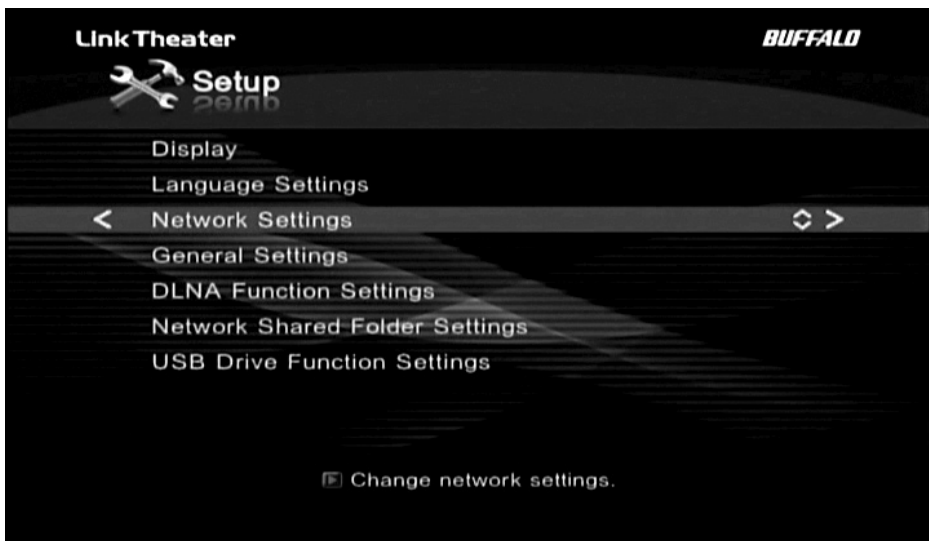 LinkTheater
BUFFALO
Setup
Display
Language Settings
Network Settings
General Settings
DLNA Function Settings
Network Shared Folder Settings
USB Drive Function Settings
Change network settings.